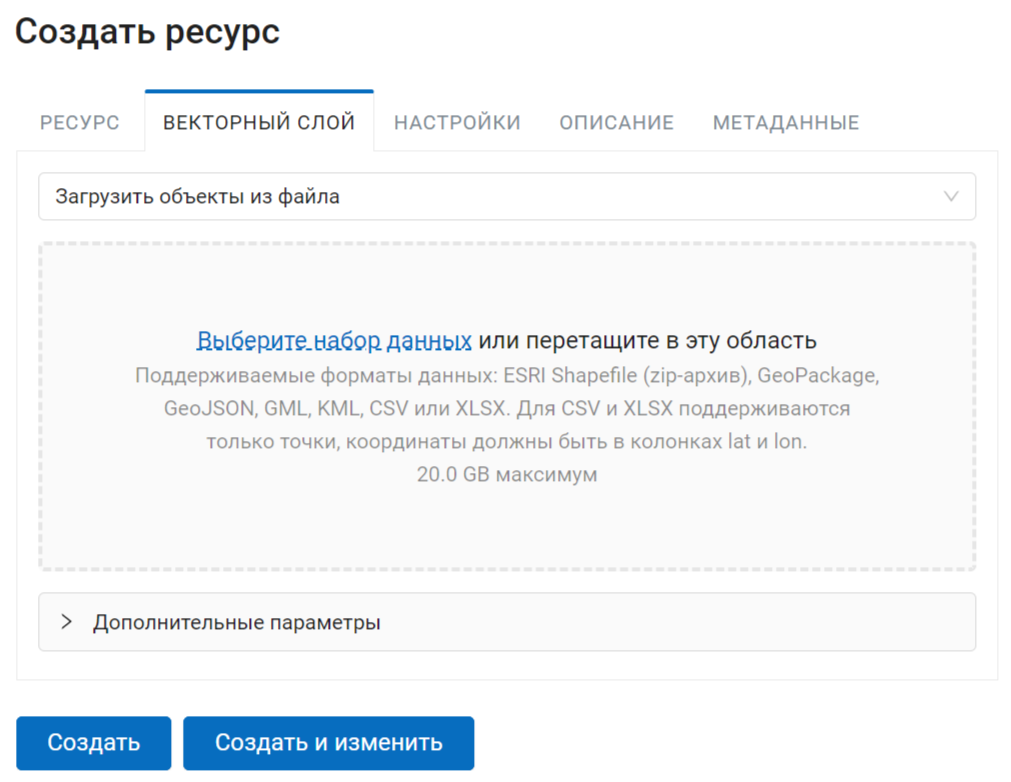 Создать ресурс
РЕСУРС ВЕКТОРНЫЙ СЛОЙ НАСТРОЙКИ ОПИСАНИЕ МЕТАДАННЫЕ
Загрузить объекты из файла
Выберите набор данных или перетащите в эту область
Поддерживаемые форматы данных: ESRI Shapefile (zip-архив), GeoPackage,
GeoJSON, GML, KML, CSV или XLSX. Для CSV и XLSX поддерживаются
только точки, координаты должны быть в колонках lat и lon.
20.0 GB максимум
Дополнительные параметры
Создать Создать и изменить